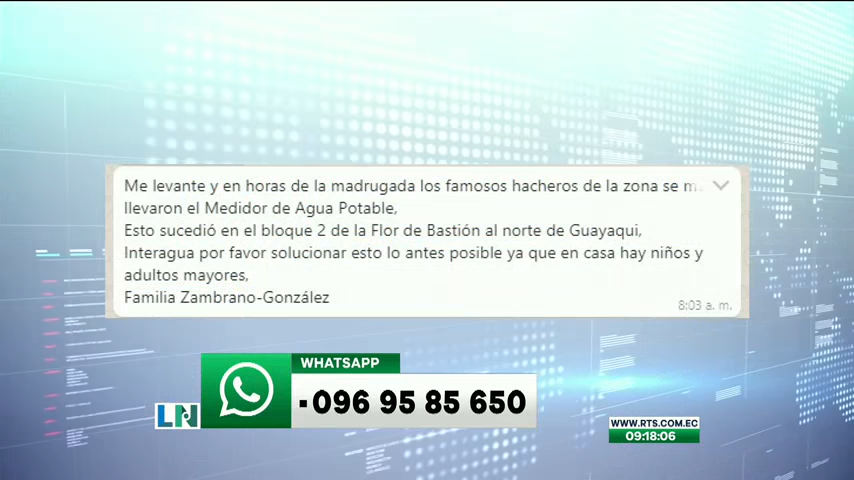 Me levante y en horas de la madrugada los famosos hacheros de la zona se
llevaron el Medidor de Agua Potable,
Esto sucedió en el bloque 2 de la Flor de Bastión al norte de Guayaqui,
Interagua por favor solucionar esto lo antes posible ya que en casa hay niños y
adultos mayores,
Familia Zambrano-González
8:03 a. m.
WHATSAPP
LN
-096 95 85 650
WWW.RTS.COM.EC
09:18:06